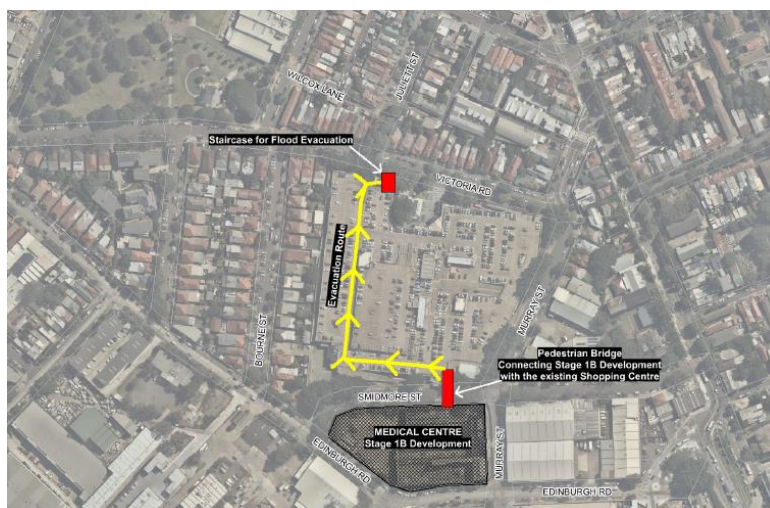 WILCOX LANE
JULIETT ST
Staircase for Flood Evacuation
VICTORIA RD
Evacuation Route
BOURNE ST
MURRAY ST
Pedestrian Bridge
Connecting Stage 1B Development
with the existing Shopping Centre
SMIDMORE ST
MEDICAL CENTRE
Stage 1B Development
EDINBURGH RD
MURRAY ST
EDINBURGH RD